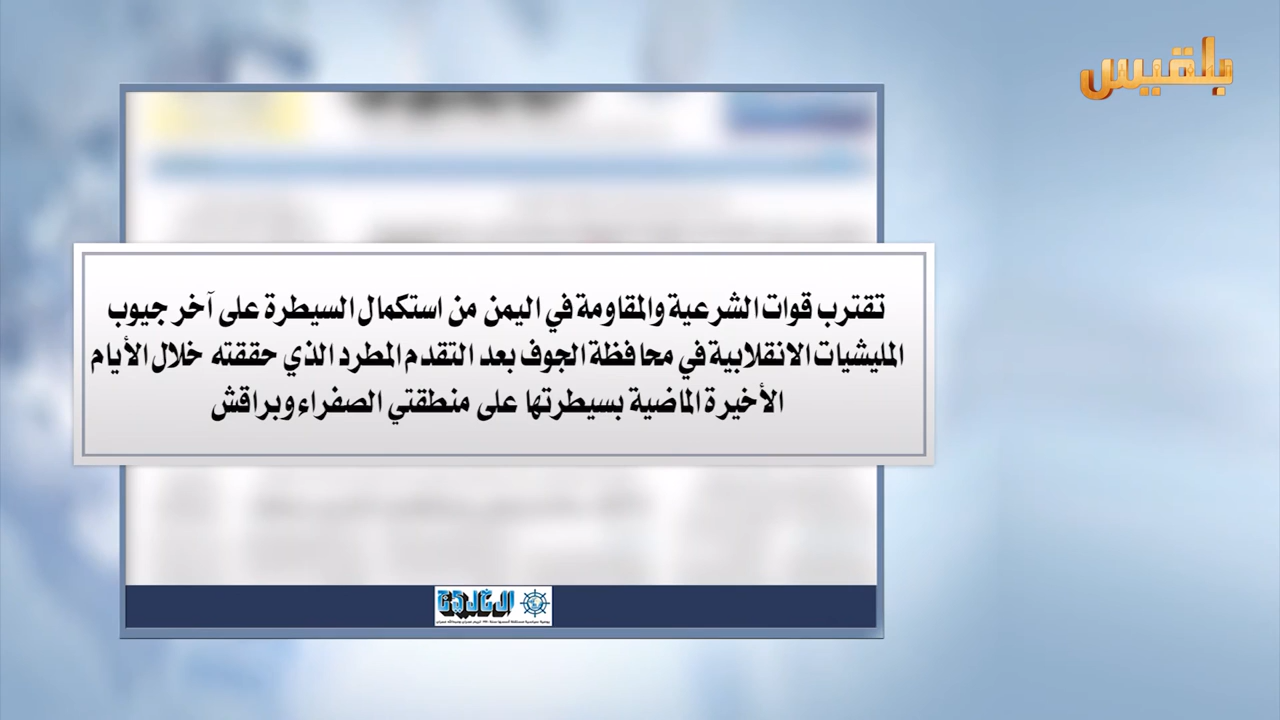 بلقيس
تقترب قوات الشرعية والمقاومة في اليمن من استكمال السيطرة على آخر جيوب
المليشيات الانقلابية في محافظة الجوف بعد التقدم المطرد الذي حققته خلال الأيام
الأخيرة الماضية بسيطرتها على منطقتي الصفراء وبراقش
الخليج